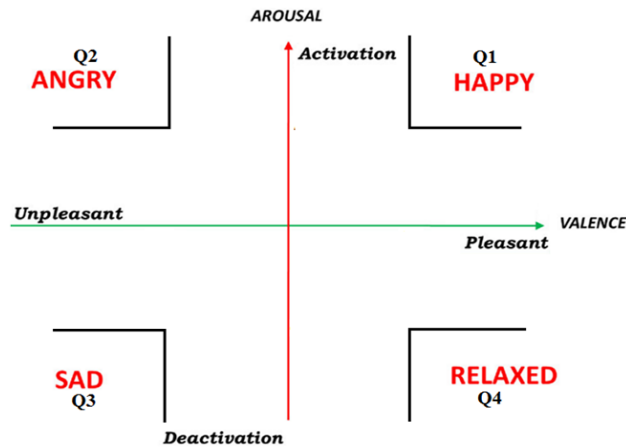 AROUSAL
Q2
ANGRY
Activation
Q1
HAPPY
Unpleasant
VALENCE
Pleasant
SAD
Q3
RELAXED
Q4
Deactivation